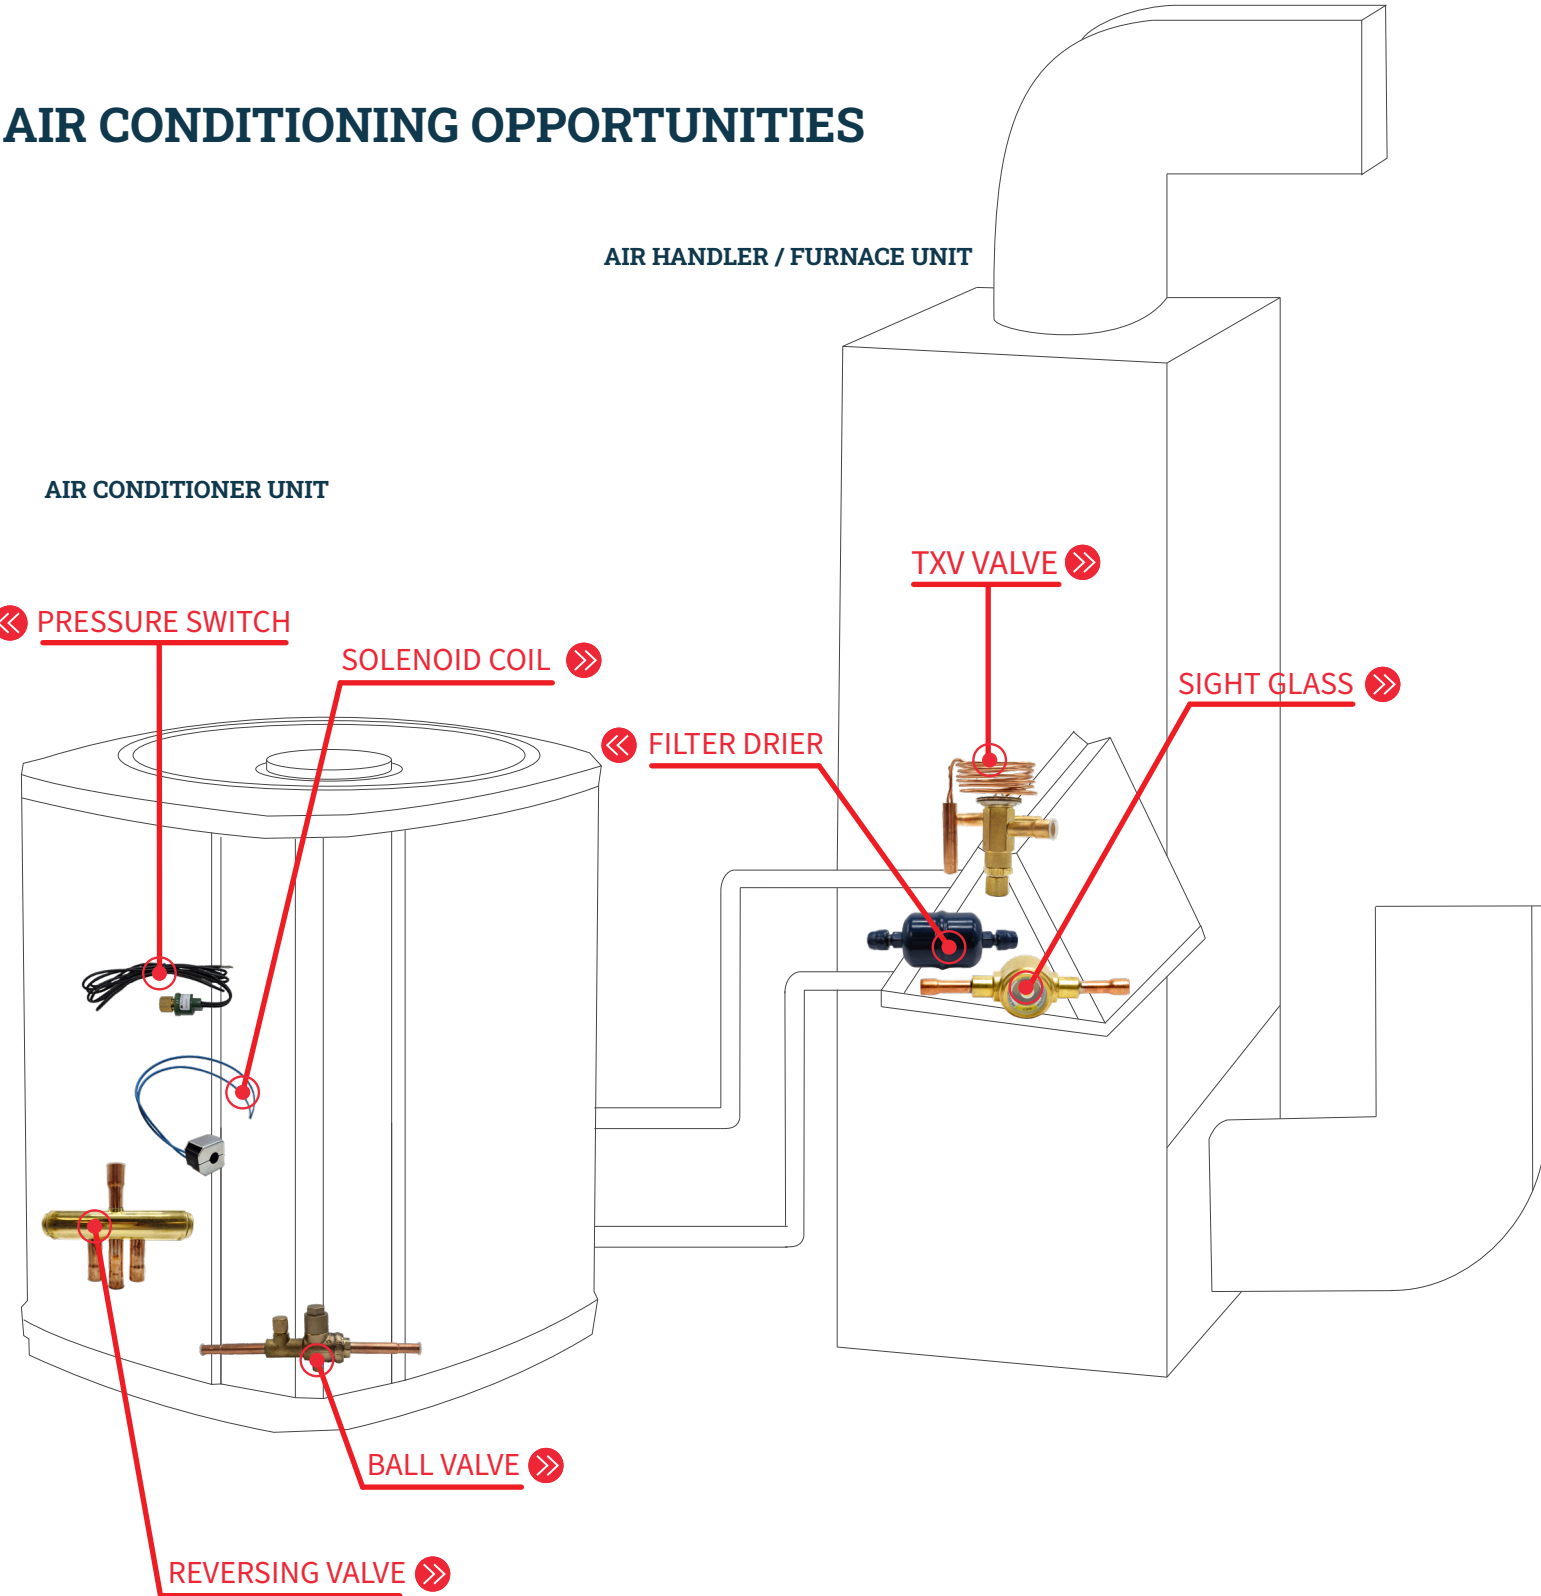 AIR CONDITIONING OPPORTUNITIES
AIR HANDLER / FURNACE UNIT
AIR CONDITIONER UNIT
TXV VALVE
PRESSURE SWITCH
SOLENOID COIL
SIGHT GLASS
FILTER DRIER
BALL VALVE
REVERSING VALVE